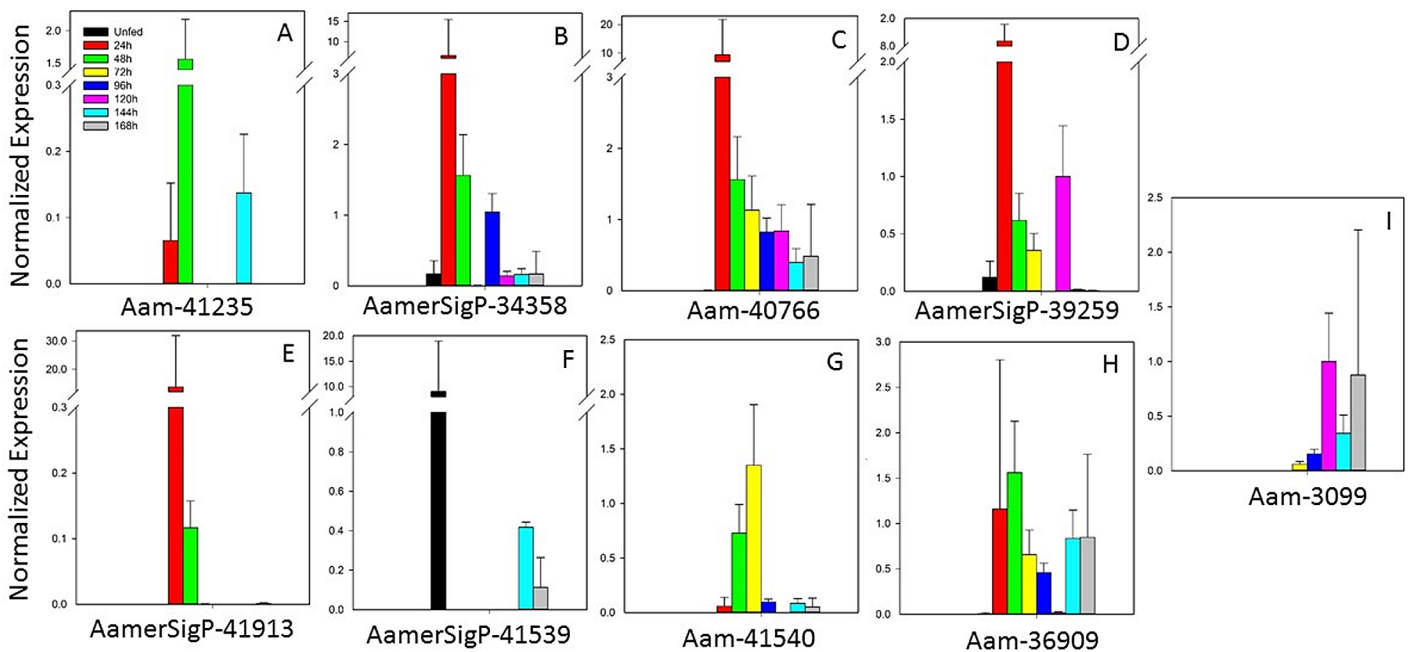 Normalized Expression
A
2.0
1.5
0.3
0.2
0.1
0.0
Unfed
24h
48h
72h
96h
120h
144h
168h
Aam-41235
B
15
10
3
2
1
0
AamerSigP-34358
C
20
10
3
2
1
0
Aam-40766
D
2.0
8.0
2.0
1.5
1.0
0.5
0.0
AamerSigP-39259
Normalized Expression
E
30.0
20.0
0.3
0.2
0.1
0.0
AamerSigP-41913
F
20.0
15.0
10.0
1.0
0.8
0.6
0.4
0.2
0.0
AamerSigP-41539
G
2.5
2.0
1.5
1.0
0.5
0.0
Aam-41540
H
3.0
2.5
2.0
1.5
1.0
0.5
0.0
Aam-36909
I
2.5
2.0
1.5
1.0
0.5
0.0
Aam-3099